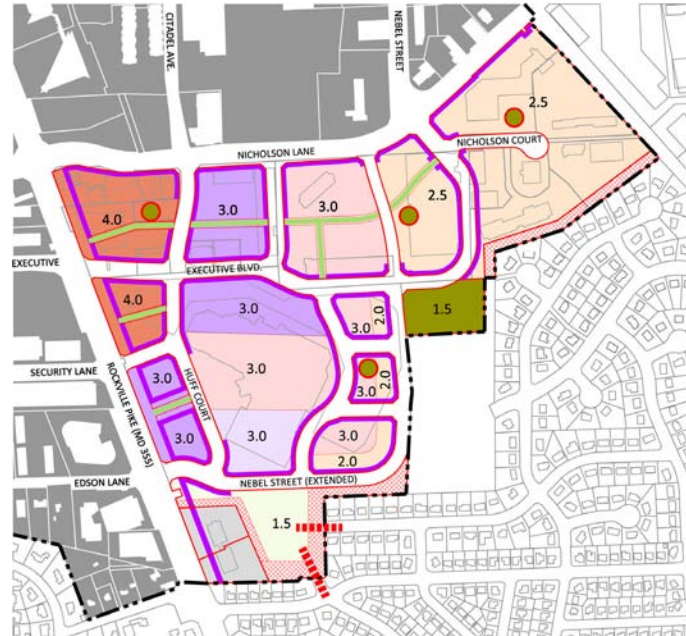 CITADEL AVE.
NEBEL STREET
2.5
NICHOLSON COURT
NICHOLSON LANE
4.0
3.0
3.0
2.5
EXECUTIVE
EXECUTIVE BLVD.
4.0
3.0
3.0
2.0
1.5
SECURITY LANE
3.0
HUFF COURT
3.0
3.0
2.0
ROCKVILLE PIKE (MD 355)
3.0
3.0
3.0
2.0
EDSON LANE
NEBEL STREET (EXTENDED)
1.5